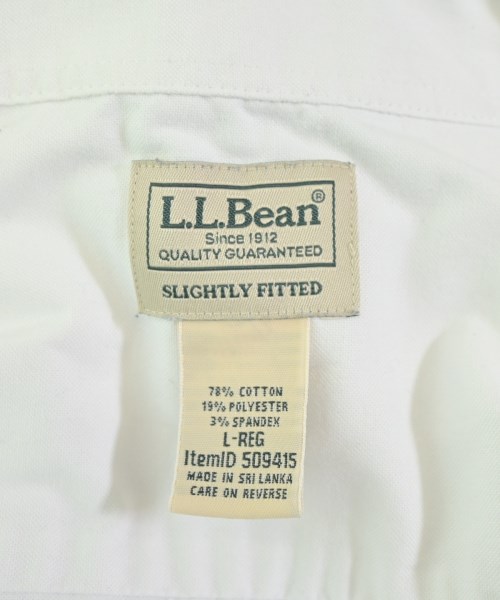 L.L.Bean®
Since 1912
QUALITY GUARANTEED
SLIGHTLY FITTED
78% COTTON
19% POLYESTER
3% SPANDEX
L-REG
ItemID 509415
MADE IN SRI LANKA
CARE ON REVERSE